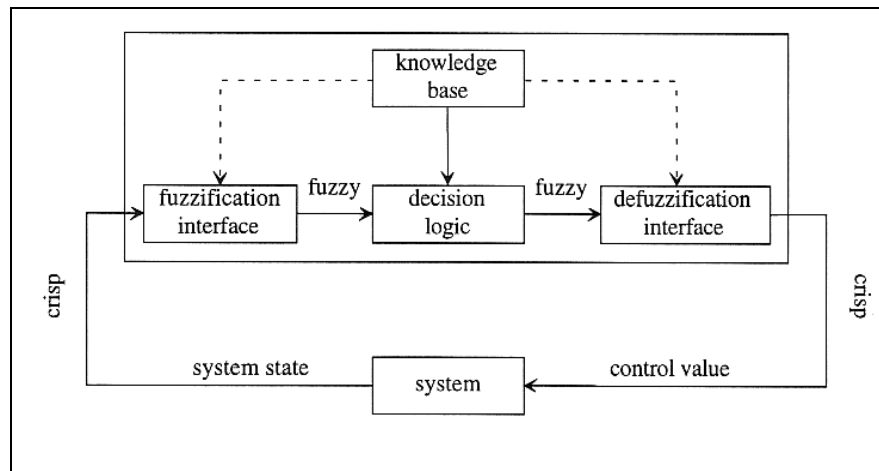 knowledge
base
fuzzification
interface
fuzzy
decision
logic
fuzzy
defuzzification
interface
crisp
crisp
system state
system
control value